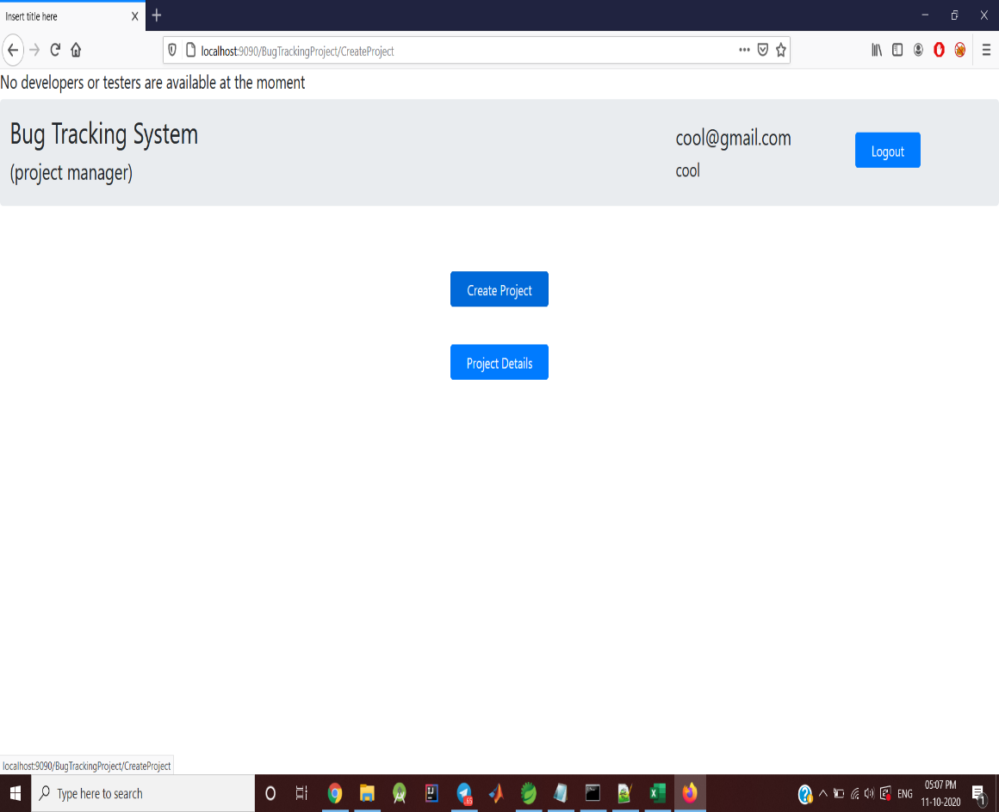 Insert title here
localhost:9090/BugTrackingProject/CreateProject
No developers or testers are available at the moment
Bug Tracking System
(project manager)
cool@gmail.com
cool
Logout
Create Project
Project Details
localhost:9090/BugTrackingProject/CreateProject
Type here to search
ENG
05:07 PM
11-10-2020
1